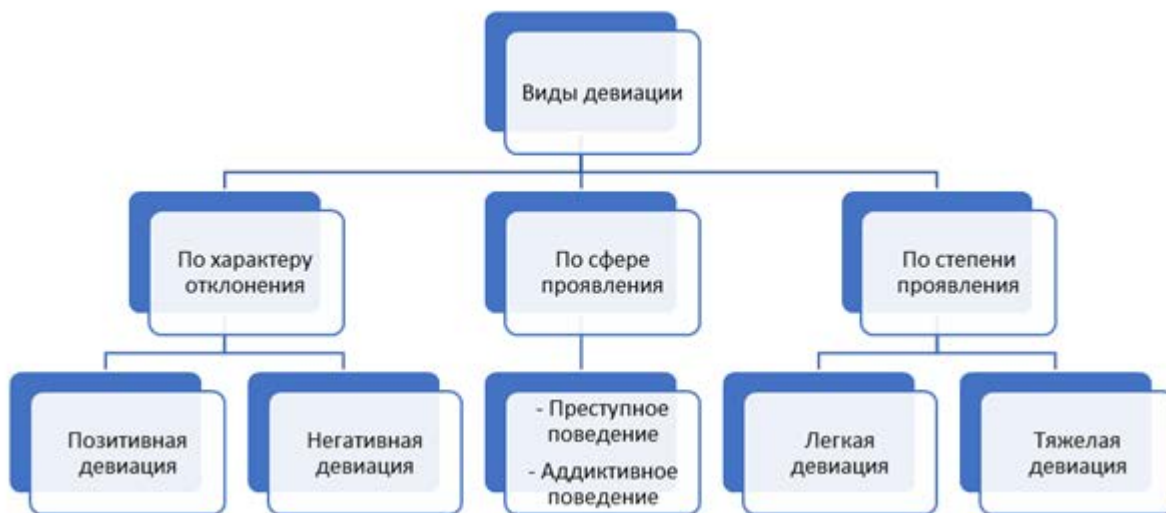 Виды девиации
По характеру
отклонения
По сфере
проявления
По степени
проявления
Позитивная
девиация
Негативная
девиация
- Преступное
поведение
- Аддиктивное
поведение
Легкая
девиация
Тяжелая
девиация